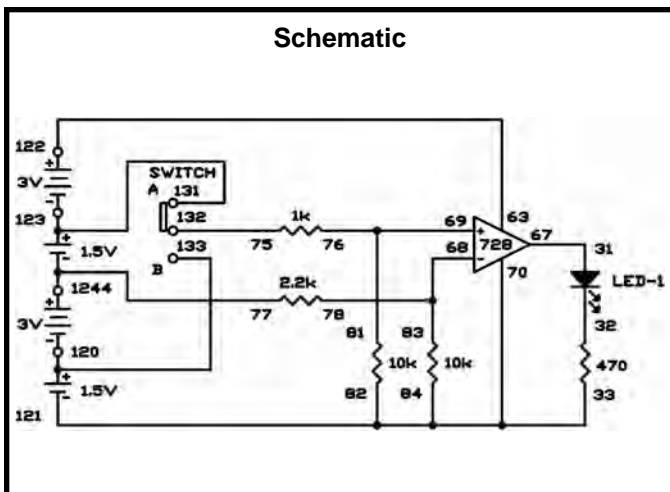 Schematic
122
3V
123
1.5V
1244
3V
120
1.5V
121
SWITCH
A 131
132
133
B
1k
75 76
2.2k
77 78
81
10k
82
83
10k
84
69 63
+
68 728 67
-
70
31
LED-1
32
470
33